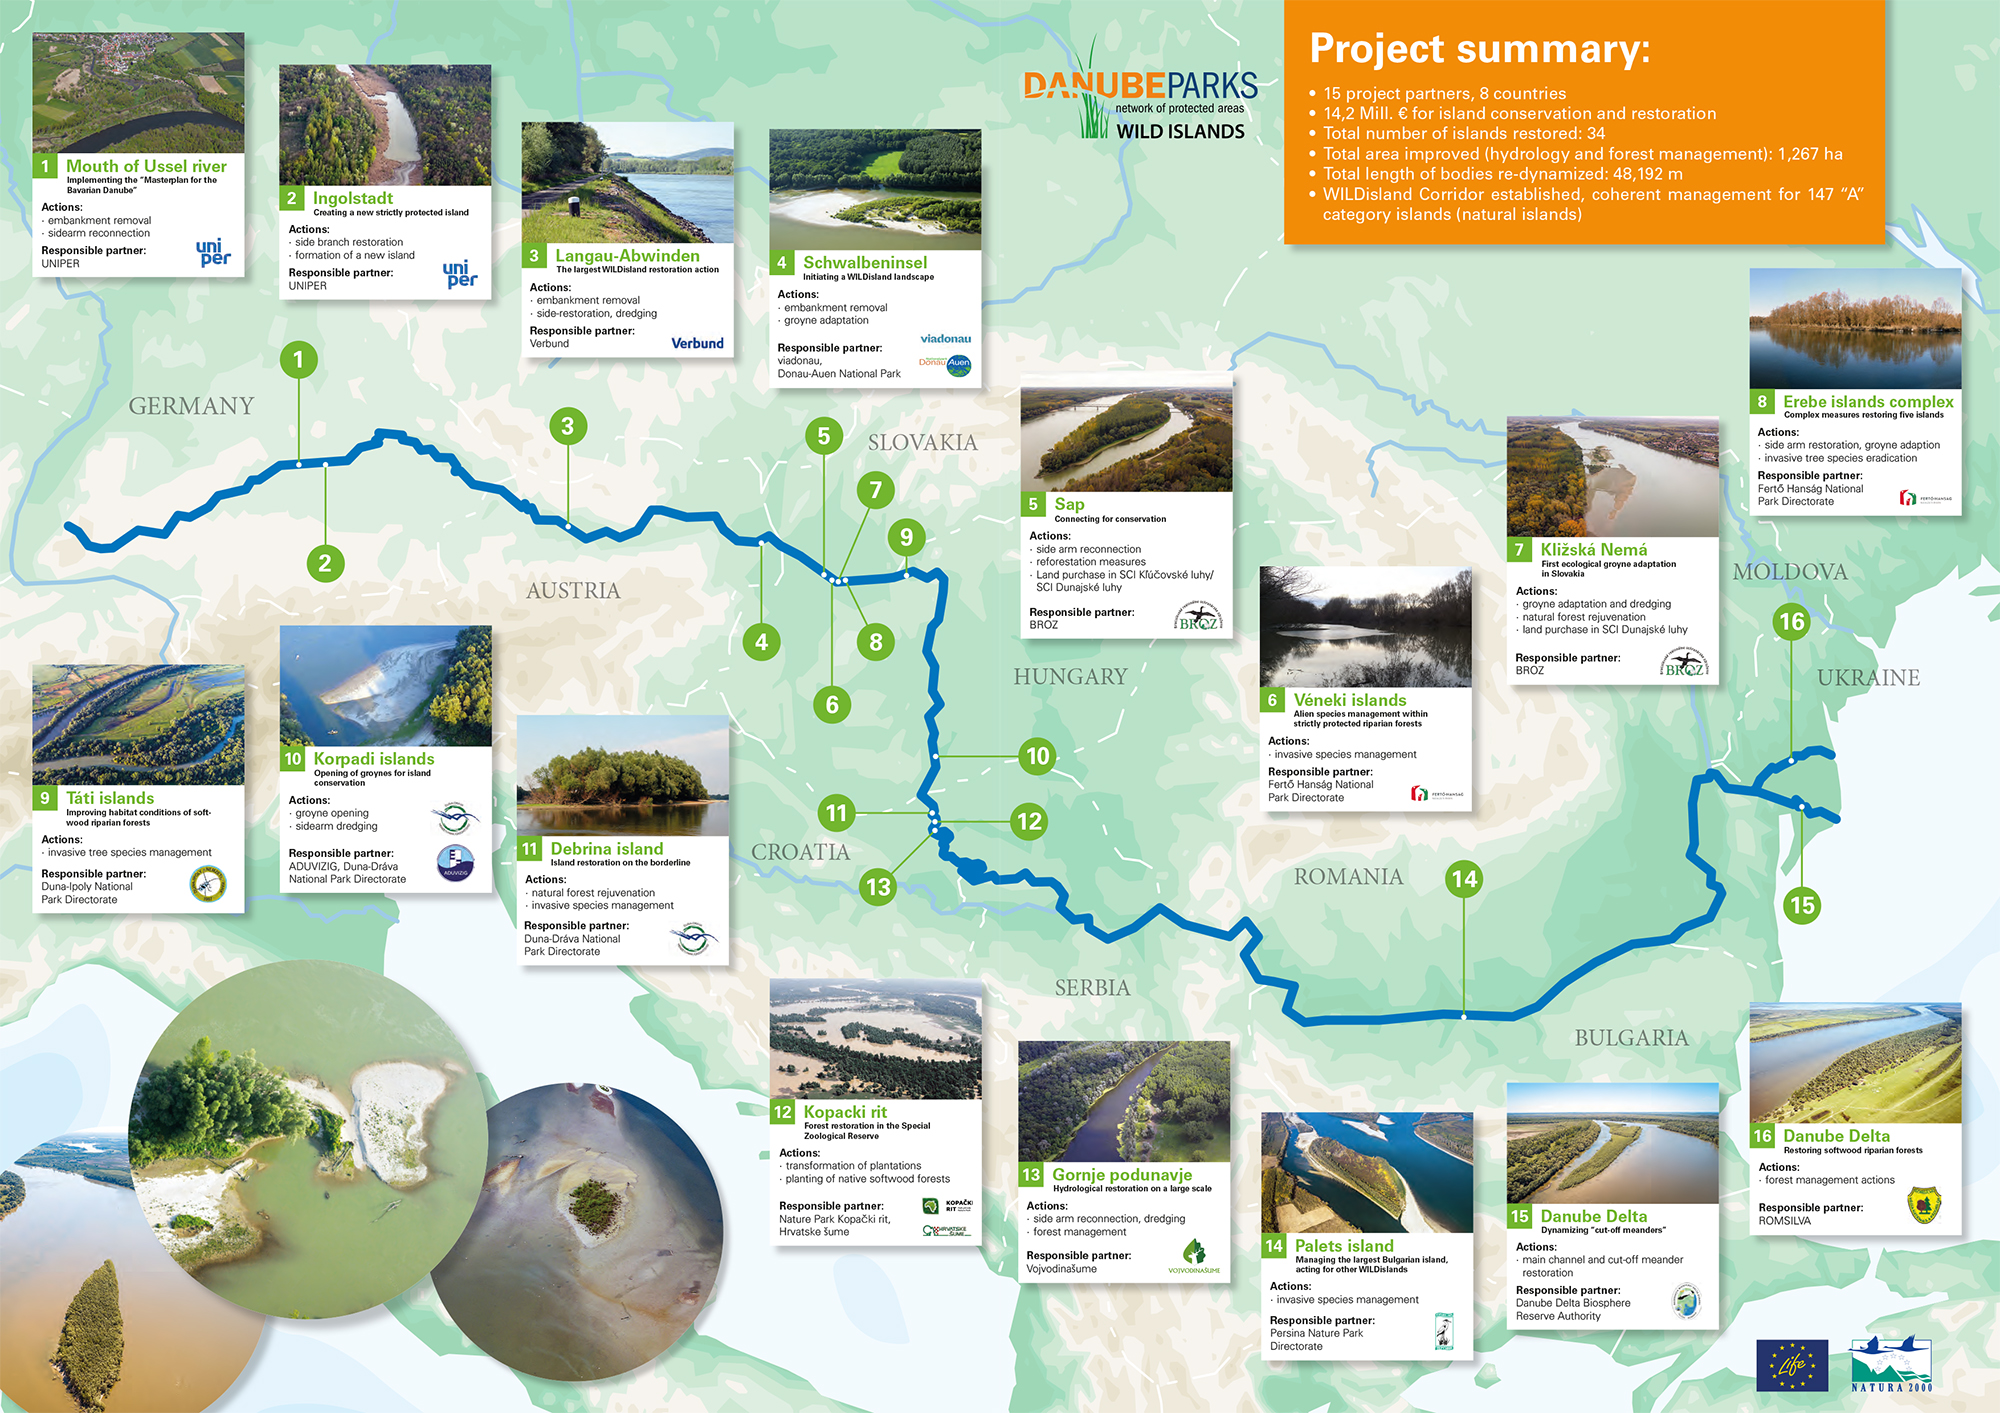 DANUBEPARKS
network of protected areas
WILD ISLANDS
Project summary:
• 15 project partners, 8 countries
• 14,2 Mill. € for island conservation and restoration
• Total number of islands restored: 34
• Total area improved (hydrology and forest management): 1,267 ha
• Total length of bodies re-dynamized: 48,192 m
• WILDisland Corridor established, coherent management for 147 “A”
category islands (natural islands)
1 Mouth of Ussel river
Implementing the “Masterplan for the
Bavarian Danube”
Actions:
· embankment removal
· sidearm reconnection
Responsible partner:
UNIPER
uni
per
2 Ingolstadt
Creating a new strictly protected island
Actions:
· side branch restoration
· formation of a new island
Responsible partner:
UNIPER
uni
per
3 Langau-Abwinden
The largest WILDisland restoration action
Actions:
· embankment removal
· side-restoration, dredging
Responsible partner:
Verbund
Verbund
4 Schwalbeninsel
Initiating a WILDisland landscape
Actions:
· embankment removal
· groyne adaptation
Responsible partner:
viadonau,
Donau-Auen National Park
viadonau
Donau Auen
5 Sap
Connecting for conservation
Actions:
· side arm reconnection
· reforestation measures
· Land purchase in SCI Kľúčovské luhy/
SCI Dunajské luhy
Responsible partner:
BROZ
BROZ
6 Véneki islands
Alien species management within
strictly protected riparian forests
Actions:
· invasive species management
Responsible partner:
Fertő Hanság National
Park Directorate
FERTŐ-HANSÁG
7 Kližská Nemá
First ecological groyne adaptation
in Slovakia
Actions:
· groyne adaptation and dredging
· natural forest rejuvenation
· land purchase in SCI Dunajské luhy
Responsible partner:
BROZ
BROZ
8 Erebe islands complex
Complex measures restoring five islands
Actions:
· side arm restoration, groyne adaption
· invasive tree species eradication
Responsible partner:
Fertő Hanság National
Park Directorate
FERTŐ-HANSÁG
9 Táti islands
Improving habitat conditions of soft-
wood riparian forests
Actions:
· invasive tree species management
Responsible partner:
Duna-Ipoly National
Park Directorate
10 Korpadi islands
Opening of groynes for island
conservation
Actions:
· groyne opening
· sidearm dredging
Responsible partner:
ADUVIZIG, Duna-Dráva
National Park Directorate
ADUVIZIG
11 Debrina island
Island restoration on the borderline
Actions:
· natural forest rejuvenation
· invasive species management
Responsible partner:
Duna-Dráva National
Park Directorate
12 Kopacki rit
Forest restoration in the Special
Zoological Reserve
Actions:
· transformation of plantations
· planting of native softwood forests
Responsible partner:
Nature Park Kopački rit,
Hrvatske šume
KOPAČKI
RIT
HRVATSKE
ŠUME
13 Gornje podunavje
Hydrological restoration on a large scale
Actions:
· side arm reconnection, dredging
· forest management
Responsible partner:
Vojvodinašume
VOJVODINAŠUME
14 Palets island
Managing the largest Bulgarian island,
acting for other WILDislands
Actions:
· invasive species management
Responsible partner:
Persina Nature Park
Directorate
15 Danube Delta
Dynamizing “cut-off meanders”
Actions:
· main channel and cut-off meander
restoration
Responsible partner:
Danube Delta Biosphere
Reserve Authority
16 Danube Delta
Restoring softwood riparian forests
Actions:
· forest management actions
Responsible partner:
ROMSILVA
GERMANY
AUSTRIA
SLOVAKIA
HUNGARY
CROATIA
SERBIA
ROMANIA
BULGARIA
MOLDOVA
UKRAINE
1
2
3
4
5
6
7
8
9
10
11
12
13
14
15
16
Life
NATURA 2000